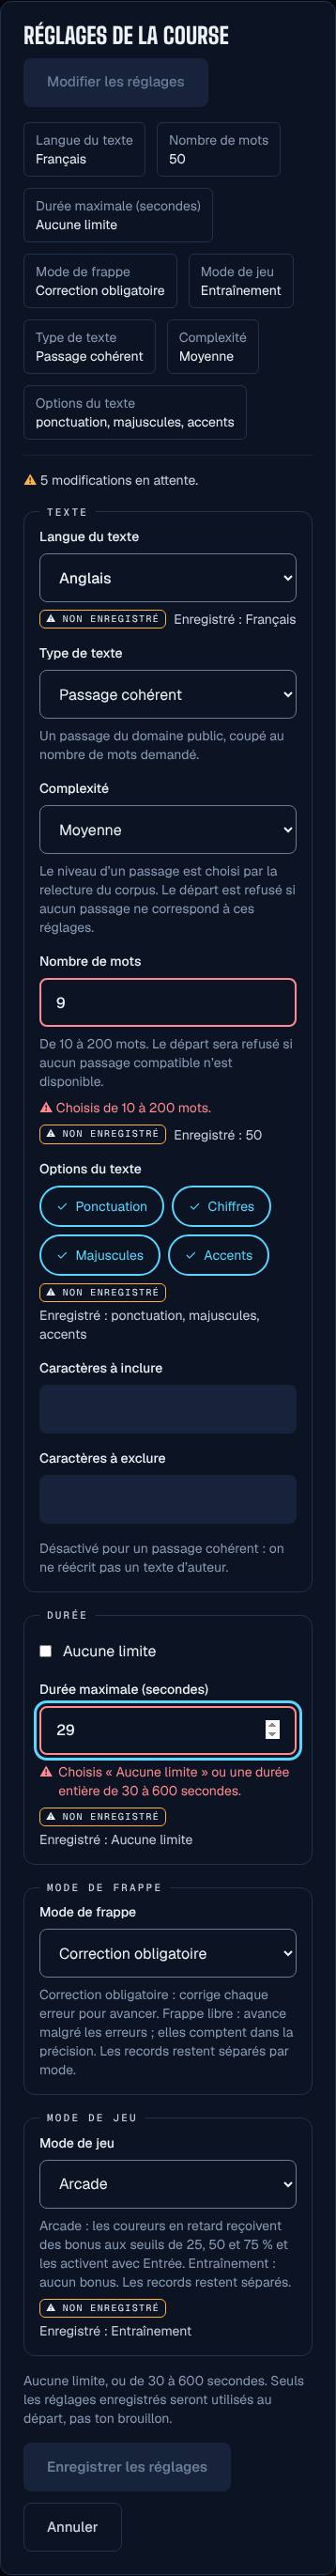 RÉGLAGES DE LA COURSE
Modifier les réglages
Langue du texte
Français
Nombre de mots
50
Durée maximale (secondes)
Aucune limite
Mode de frappe
Correction obligatoire
Mode de jeu
Entraînement
Type de texte
Passage cohérent
Complexité
Moyenne
Options du texte
ponctuation, majuscules, accents
⚠ 5 modifications en attente.
TEXTE
Langue du texte
Anglais
⚠ NON ENREGISTRÉ Enregistré : Français
Type de texte
Passage cohérent
Un passage du domaine public, coupé au
nombre de mots demandé.
Complexité
Moyenne
Le niveau d’un passage est choisi par la
relecture du corpus. Le départ est refusé si
aucun passage ne correspond à ces
réglages.
Nombre de mots
9
De 10 à 200 mots. Le départ sera refusé si
aucun passage compatible n’est
disponible.
⚠ Choisis de 10 à 200 mots.
⚠ NON ENREGISTRÉ Enregistré : 50
Options du texte
✓ Ponctuation
✓ Chiffres
✓ Majuscules
✓ Accents
⚠ NON ENREGISTRÉ
Enregistré : ponctuation, majuscules,
accents
Caractères à inclure
Caractères à exclure
Désactivé pour un passage cohérent : on
ne réécrit pas un texte d’auteur.
DURÉE
Aucune limite
Durée maximale (secondes)
29
⚠ Choisis « Aucune limite » ou une durée
entière de 30 à 600 secondes.
⚠ NON ENREGISTRÉ
Enregistré : Aucune limite
MODE DE FRAPPE
Mode de frappe
Correction obligatoire
Correction obligatoire : corrige chaque
erreur pour avancer. Frappe libre : avance
malgré les erreurs ; elles comptent dans la
précision. Les records restent séparés par
mode.
MODE DE JEU
Mode de jeu
Arcade
Arcade : les coureurs en retard reçoivent
des bonus aux seuils de 25, 50 et 75 % et
les activent avec Entrée. Entraînement :
aucun bonus. Les records restent séparés.
⚠ NON ENREGISTRÉ
Enregistré : Entraînement
Aucune limite, ou de 30 à 600 secondes. Seuls
les réglages enregistrés seront utilisés au
départ, pas ton brouillon.
Enregistrer les réglages
Annuler